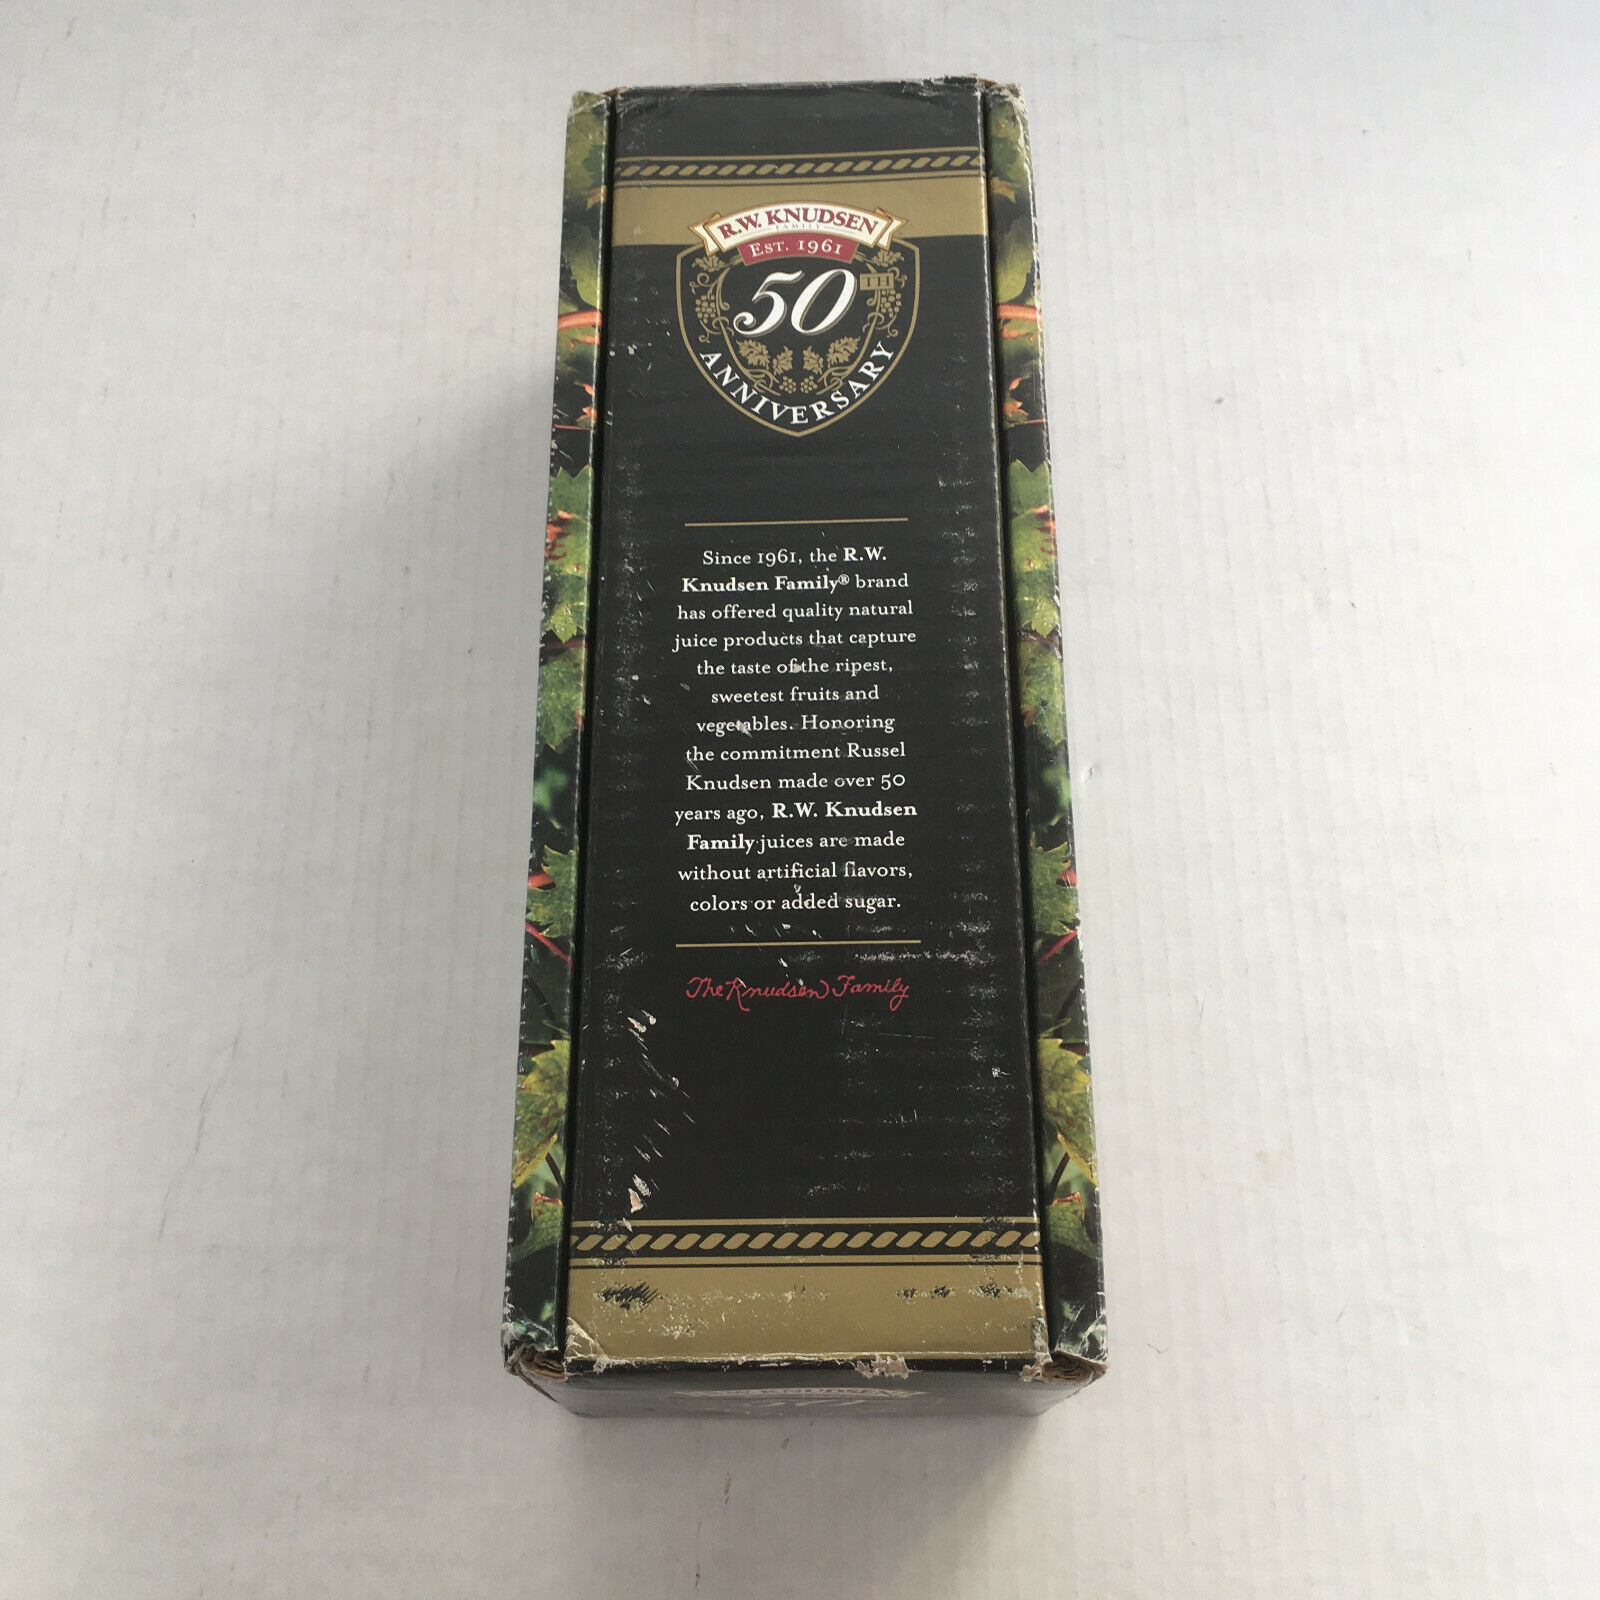 R.W. KNUDSEN
FAMILY
EST. 1961
50TH
ANNIVERSARY
Since 1961, the R.W.
Knudsen Family® brand
has offered quality natural
juice products that capture
the taste of the ripest,
sweetest fruits and
vegetables. Honoring
the commitment Russel
Knudsen made over 50
years ago, R.W. Knudsen
Family juices are made
without artificial flavors,
colors or added sugar.
The Knudsen Family
R.W. KNUDSEN
50